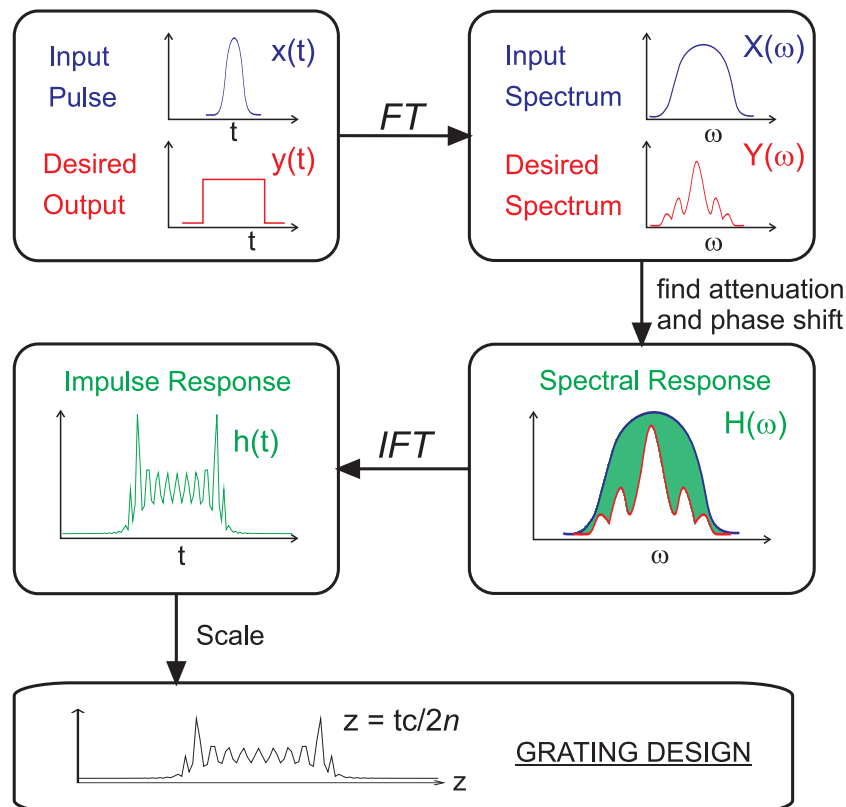 Input
Pulse
x(t)
t
Desired
Output
y(t)
t
FT
Input
Spectrum
X(ω)
ω
Desired
Spectrum
Y(ω)
ω
find attenuation
and phase shift
Impulse Response
h(t)
t
IFT
Spectral Response
H(ω)
ω
Scale
z = tc/2n
z
GRATING DESIGN